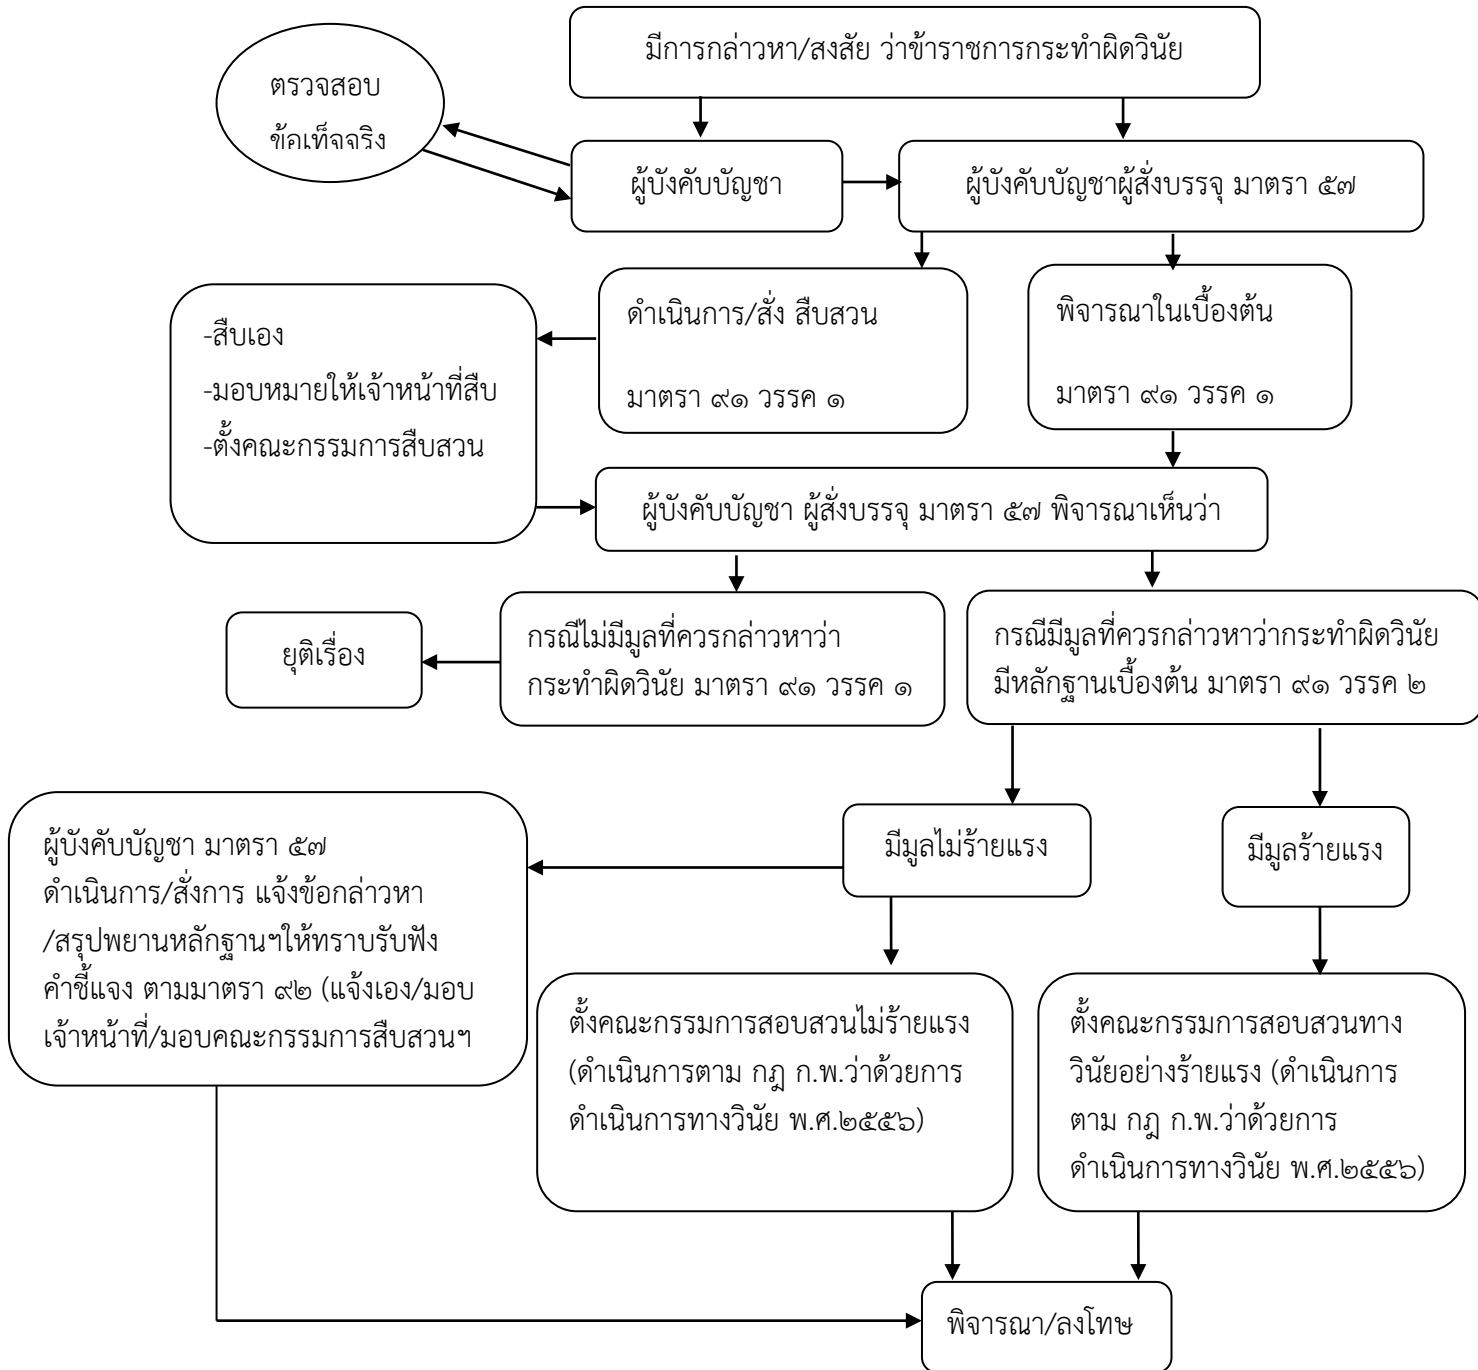 มีการกล่าวหา/สงสัย ว่าข้าราชการกระทำผิดวินัย
ตรวจสอบ
ข้อเท็จจริง
ผู้บังคับบัญชา
ผู้บังคับบัญชาผู้สั่งบรรจุ มาตรา ๕๗
ดำเนินการ/สั่ง สืบสวน
มาตรา ๙๑ วรรค ๑
พิจารณาในเบื้องต้น
มาตรา ๙๑ วรรค ๑
-สืบเอง
-มอบหมายให้เจ้าหน้าที่สืบ
-ตั้งคณะกรรมการสืบสวน
ผู้บังคับบัญชา ผู้สั่งบรรจุ มาตรา ๕๗ พิจารณาเห็นว่า
ยุติเรื่อง
กรณีไม่มีมูลที่ควรกล่าวหาว่า
กระทำผิดวินัย มาตรา ๙๑ วรรค ๑
กรณีมีมูลที่ควรกล่าวหาว่ากระทำผิดวินัย
มีหลักฐานเบื้องต้น มาตรา ๙๑ วรรค ๒
มีมูลไม่ร้ายแรง
มีมูลร้ายแรง
ผู้บังคับบัญชา มาตรา ๕๗
ดำเนินการ/สั่งการ แจ้งข้อกล่าวหา
/สรุปพยานหลักฐานฯให้ทราบรับฟัง
คำชี้แจง ตามมาตรา ๙๒ (แจ้งเอง/มอบ
เจ้าหน้าที่/มอบคณะกรรมการสืบสวนฯ
ตั้งคณะกรรมการสอบสวนไม่ร้ายแรง
(ดำเนินการตาม กฎ ก.พ.ว่าด้วยการ
ดำเนินการทางวินัย พ.ศ.๒๕๕๖)
ตั้งคณะกรรมการสอบสวนทาง
วินัยอย่างร้ายแรง (ดำเนินการ
ตาม กฎ ก.พ.ว่าด้วยการ
ดำเนินการทางวินัย พ.ศ.๒๕๕๖)
พิจารณา/ลงโทษ